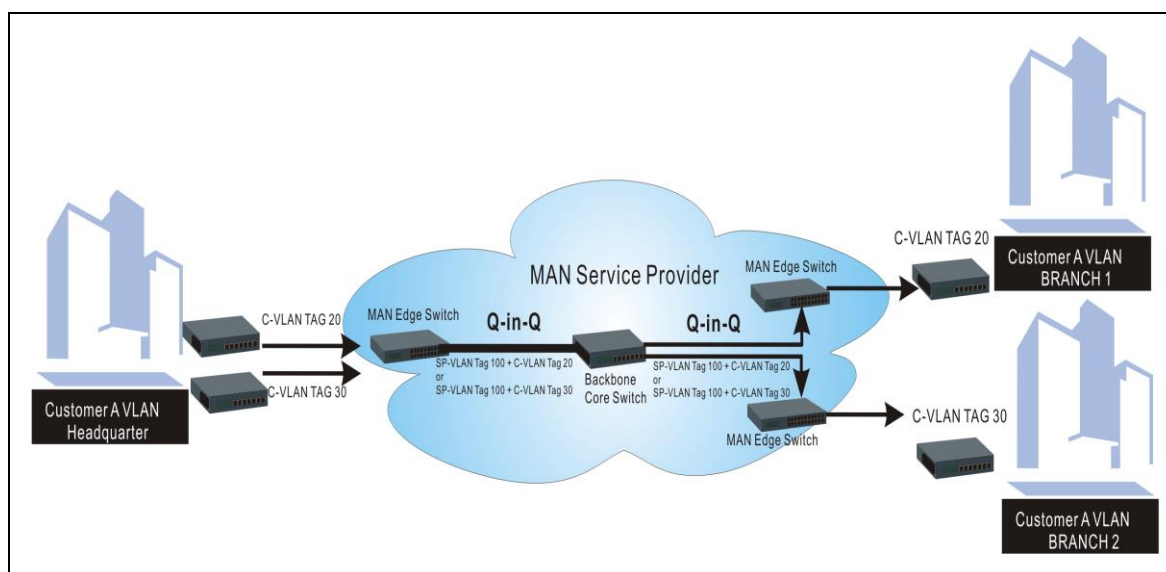 C-VLAN TAG 20
C-VLAN TAG 30
Customer A VLAN
Headquarter
MAN Service Provider
MAN Edge Switch
Q-in-Q
SP-VLAN Tag 100 + C-VLAN Tag 20
or
SP-VLAN Tag 100 + C-VLAN Tag 30
Backbone
Core Switch
Q-in-Q
SP-VLAN Tag 100 + C-VLAN Tag 20
or
SP-VLAN Tag 100 + C-VLAN Tag 30
MAN Edge Switch
MAN Edge Switch
C-VLAN TAG 20
Customer A VLAN
BRANCH 1
C-VLAN TAG 30
Customer A VLAN
BRANCH 2